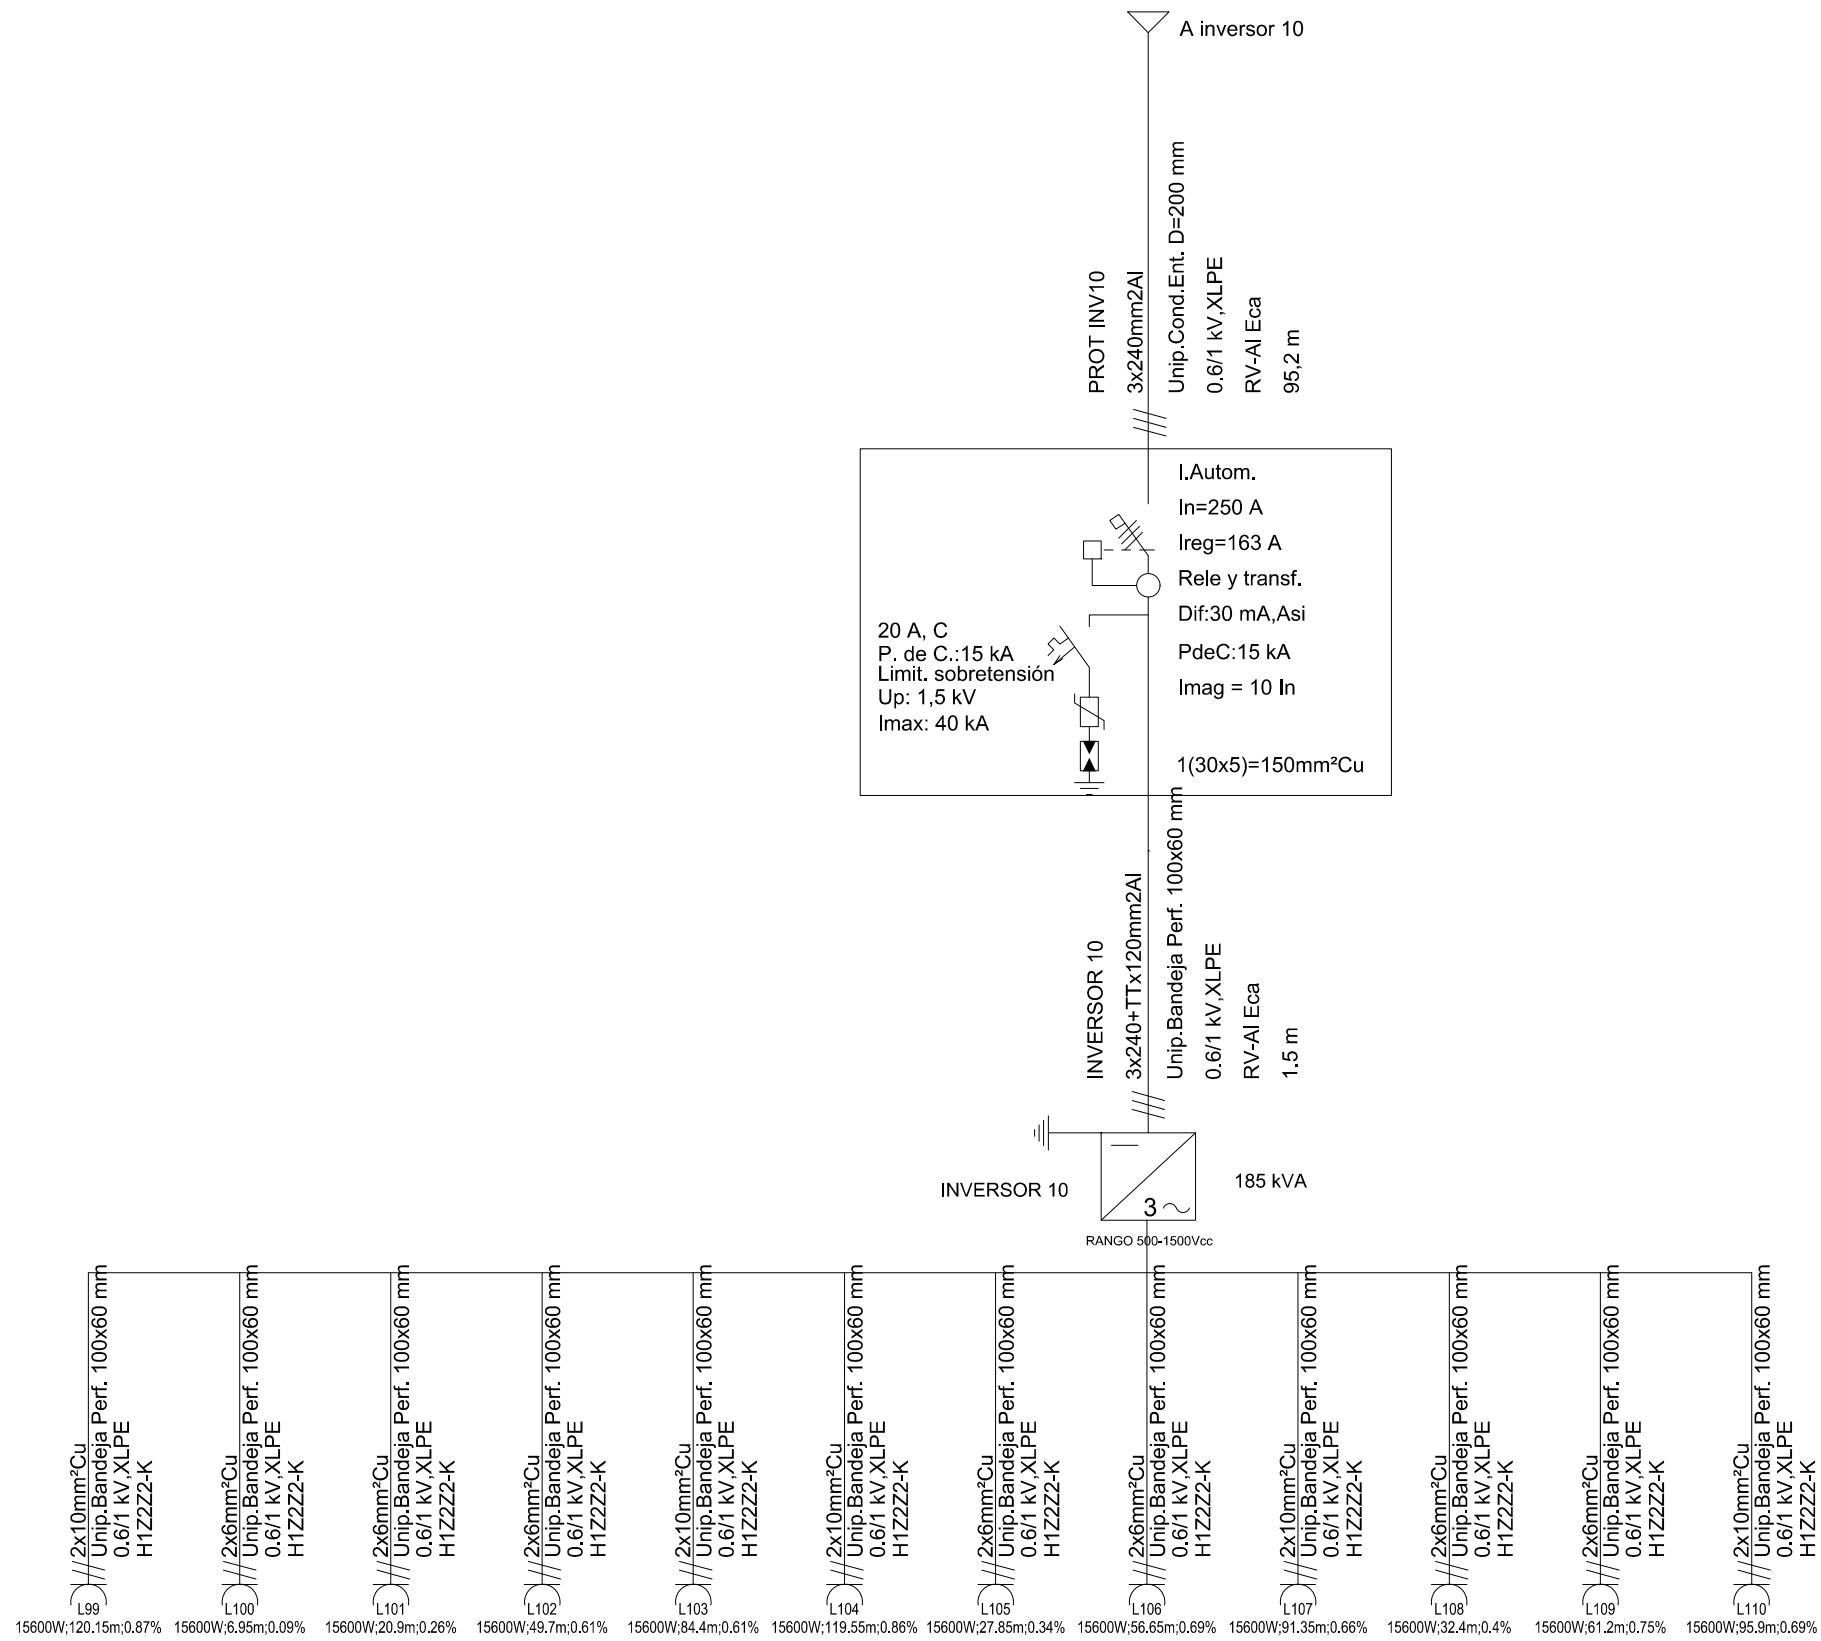 A inversor 10
PROT INV10
3x240mm2Al
Unip.Cond.Ent. D=200 mm
0.6/1 kV,XLPE
RV-Al Eca
95,2 m
I.Autom.
In=250 A
Ireg=163 A
Rele y transf.
Dif:30 mA,Asi
PdeC:15 kA
Imag = 10 In
20 A, C
P. de C.:15 kA
Limit. sobretensión
Up: 1,5 kV
Imax: 40 kA
1(30x5)=150mm²Cu
INVERSOR 10
3x240+TTx120mm2Al
Unip.Bandeja Perf. 100x60 mm
0.6/1 kV,XLPE
RV-Al Eca
1.5 m
INVERSOR 10
3
185 kVA
RANGO 500-1500Vcc
2x10mm²Cu
Unip.Bandeja Perf. 100x60 mm
0.6/1 kV,XLPE
H1Z2Z2-K
L99
15600W;120.15m;0.87%
2x6mm²Cu
Unip.Bandeja Perf. 100x60 mm
0.6/1 kV,XLPE
H1Z2Z2-K
L100
15600W;6.95m;0.09%
2x6mm²Cu
Unip.Bandeja Perf. 100x60 mm
0.6/1 kV,XLPE
H1Z2Z2-K
L101
15600W;20.9m;0.26%
2x6mm²Cu
Unip.Bandeja Perf. 100x60 mm
0.6/1 kV,XLPE
H1Z2Z2-K
L102
15600W;49.7m;0.61%
2x10mm²Cu
Unip.Bandeja Perf. 100x60 mm
0.6/1 kV,XLPE
H1Z2Z2-K
L103
15600W;84.4m;0.61%
2x10mm²Cu
Unip.Bandeja Perf. 100x60 mm
0.6/1 kV,XLPE
H1Z2Z2-K
L104
15600W;119.55m;0.86%
2x6mm²Cu
Unip.Bandeja Perf. 100x60 mm
0.6/1 kV,XLPE
H1Z2Z2-K
L105
15600W;27.85m;0.34%
2x6mm²Cu
Unip.Bandeja Perf. 100x60 mm
0.6/1 kV,XLPE
H1Z2Z2-K
L106
15600W;56.65m;0.69%
2x10mm²Cu
Unip.Bandeja Perf. 100x60 mm
0.6/1 kV,XLPE
H1Z2Z2-K
L107
15600W;91.35m;0.66%
2x6mm²Cu
Unip.Bandeja Perf. 100x60 mm
0.6/1 kV,XLPE
H1Z2Z2-K
L108
15600W;32.4m;0.4%
2x6mm²Cu
Unip.Bandeja Perf. 100x60 mm
0.6/1 kV,XLPE
H1Z2Z2-K
L109
15600W;61.2m;0.75%
2x10mm²Cu
Unip.Bandeja Perf. 100x60 mm
0.6/1 kV,XLPE
H1Z2Z2-K
L110
15600W;95.9m;0.69%